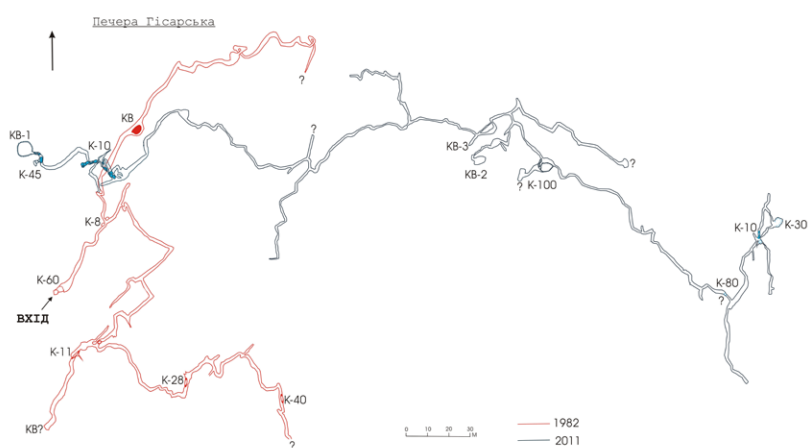 Печера Гісарська
?
КВ
КВ-1
К-10
К-45
?
КВ-3
КВ-2
?
К-100
?
К-8
К-10
К-30
К-60
ВХІД
К-80
?
К-11
К-28
К-40
КВ?
?
0 10 20 30
М
1982
2011